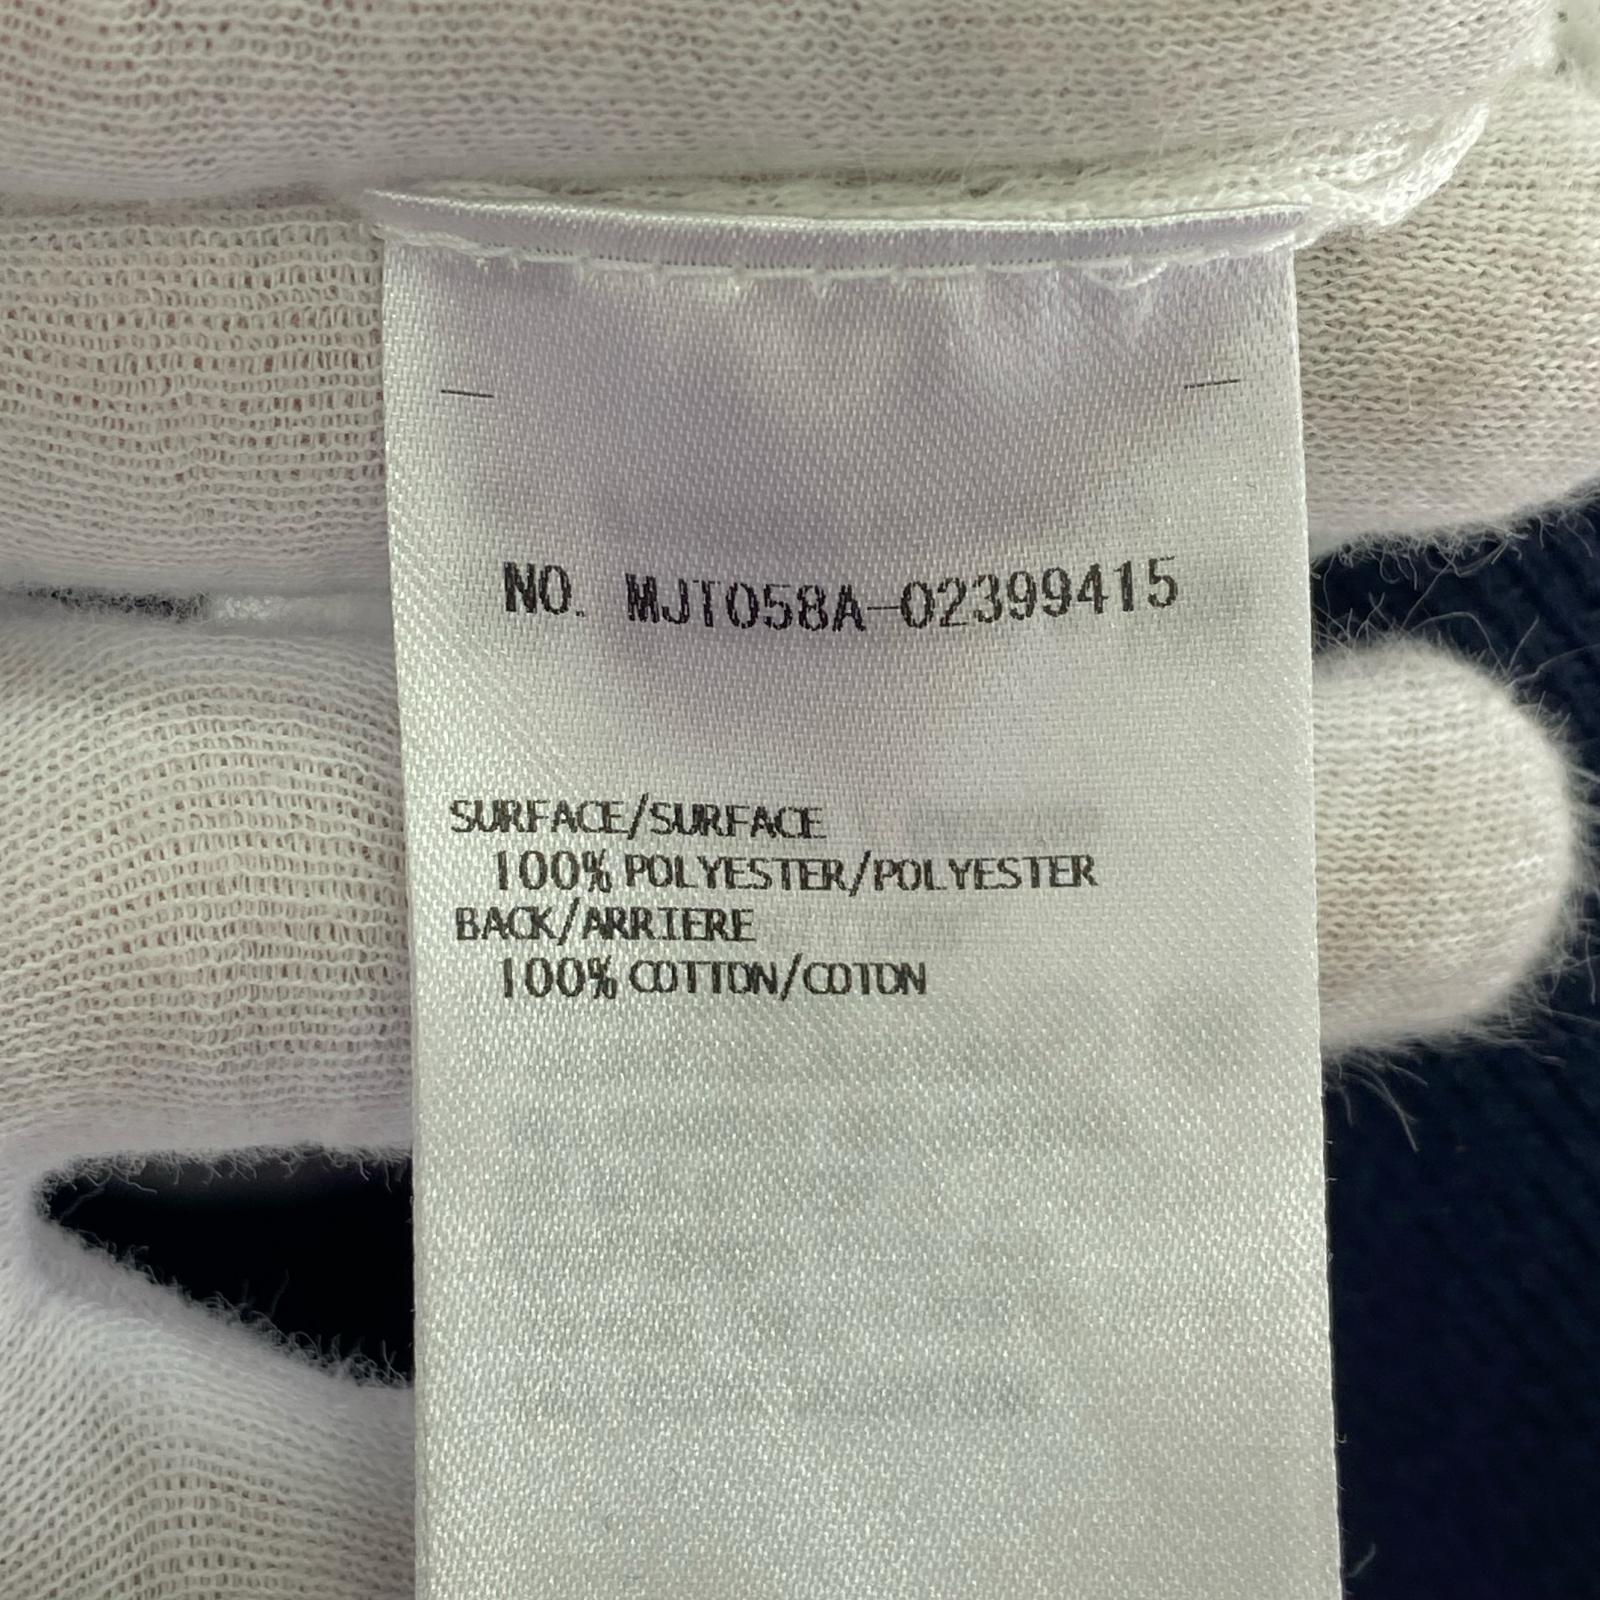 NO. MJT058A-02399415
SURFACE/SURFACE
100% POLYESTER/POLYESTER
BACK/ARRIERE
100% COTTON/COTON